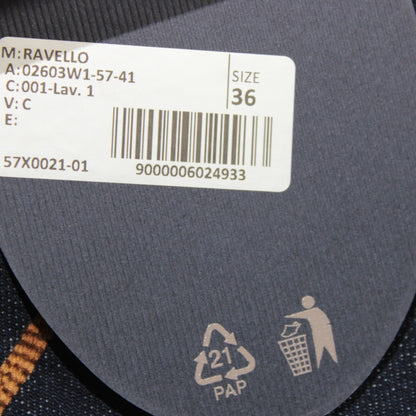 M: RAVELLO
A: 02603W1-57-41
C: 001-Lav. 1
V: C
E:
SIZE
36
57X0021-01
9000006024933
21
PAP